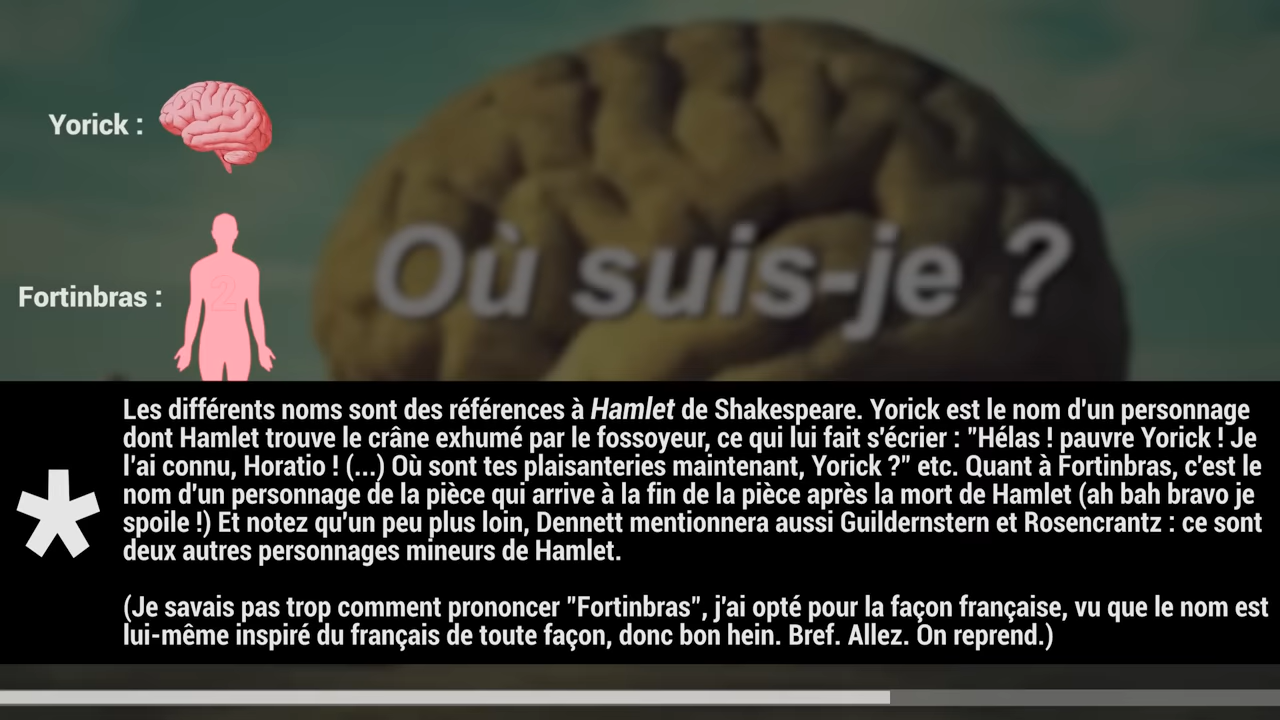 Yorick :
Où suis-je ?
Fortinbras :
2
Les différents noms sont des références à Hamlet de Shakespeare. Yorick est le nom d'un personnage
dont Hamlet trouve le crâne exhumé par le fossoyeur, ce qui lui fait s'écrier : "Hélas ! pauvre Yorick ! Je
l'ai connu, Horatio ! (...) Où sont tes plaisanteries maintenant, Yorick ?" etc. Quant à Fortinbras, c'est le
nom d'un personnage de la pièce qui arrive à la fin de la pièce après la mort de Hamlet (ah bah bravo je
spoile !) Et notez qu'un peu plus loin, Dennett mentionnera aussi Guildernstern et Rosencrantz : ce sont
deux autres personnages mineurs de Hamlet.
(Je savais pas trop comment prononcer "Fortinbras", j'ai opté pour la façon française, vu que le nom est
lui-même inspiré du français de toute façon, donc bon hein. Bref. Allez. On reprend.)